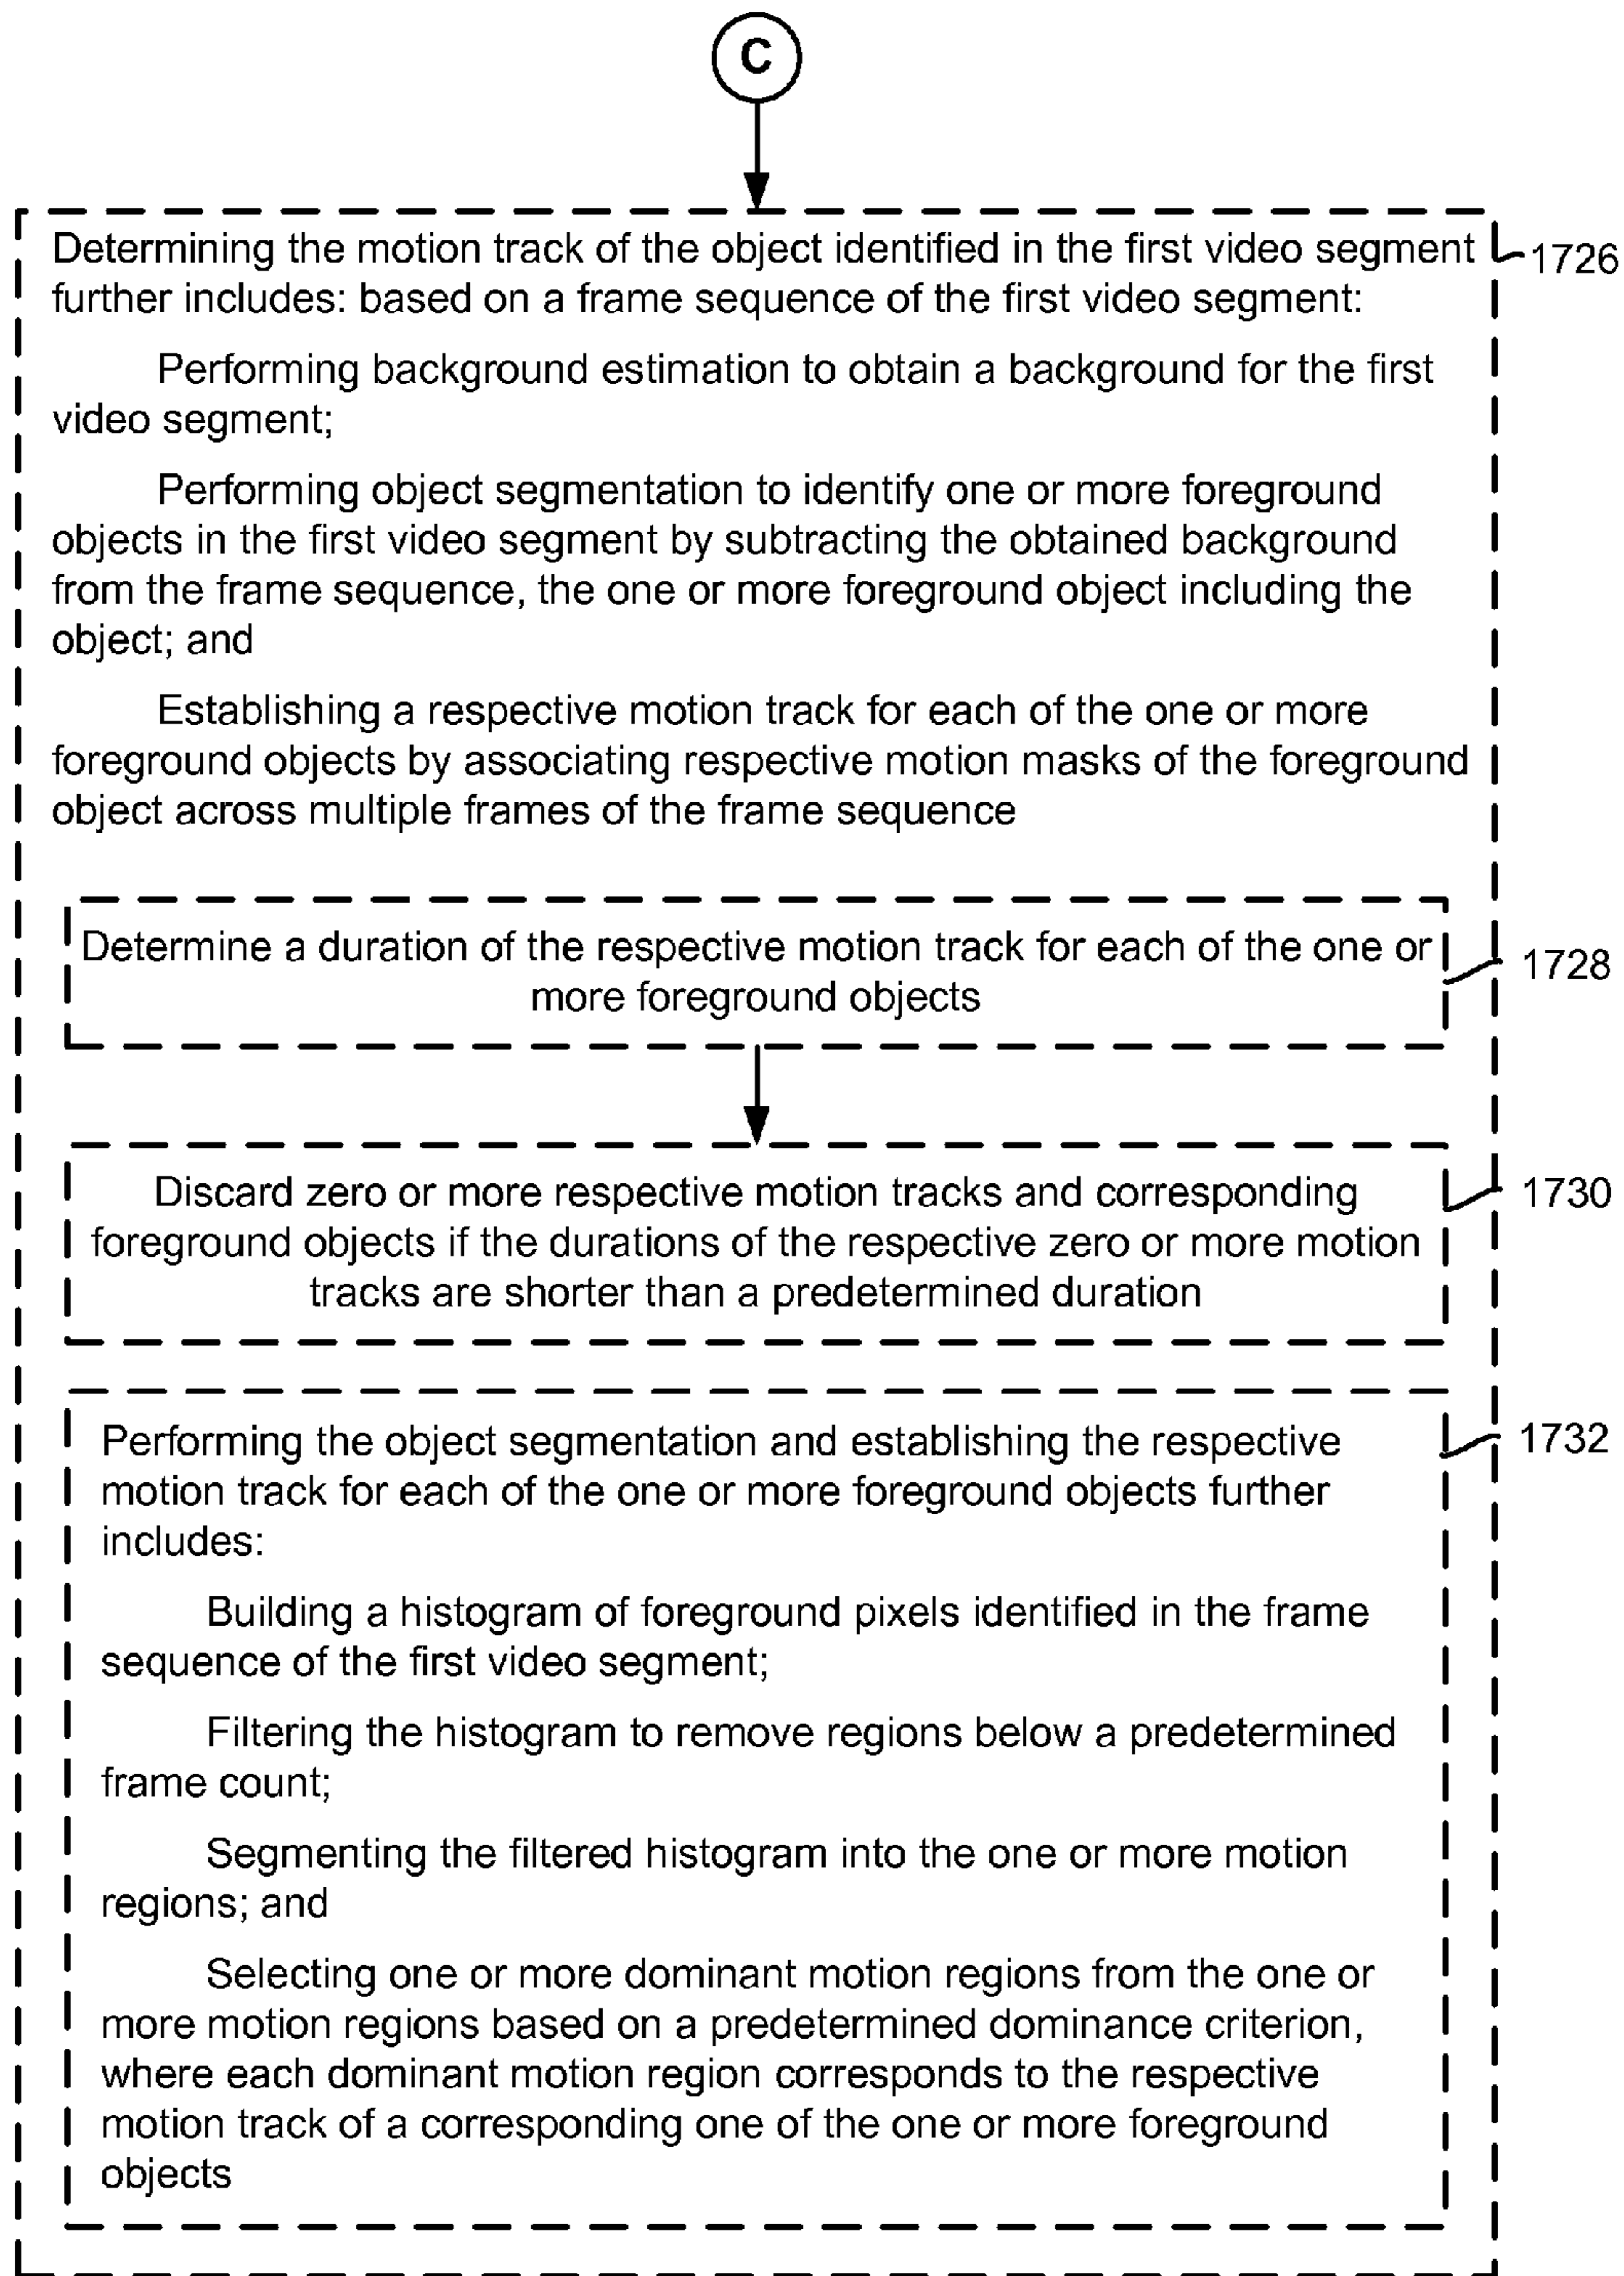 C
Determining the motion track of the object identified in the first video segment
further includes: based on a frame sequence of the first video segment:
1726
Performing background estimation to obtain a background for the first
video segment;
Performing object segmentation to identify one or more foreground
objects in the first video segment by subtracting the obtained background
from the frame sequence, the one or more foreground object including the
object; and
Establishing a respective motion track for each of the one or more
foreground objects by associating respective motion masks of the foreground
object across multiple frames of the frame sequence
Determine a duration of the respective motion track for each of the one or
more foreground objects
1728
Discard zero or more respective motion tracks and corresponding
foreground objects if the durations of the respective zero or more motion
tracks are shorter than a predetermined duration
1730
Performing the object segmentation and establishing the respective
motion track for each of the one or more foreground objects further
includes:
1732
Building a histogram of foreground pixels identified in the frame
sequence of the first video segment;
Filtering the histogram to remove regions below a predetermined
frame count;
Segmenting the filtered histogram into the one or more motion
regions; and
Selecting one or more dominant motion regions from the one or
more motion regions based on a predetermined dominance criterion,
where each dominant motion region corresponds to the respective
motion track of a corresponding one of the one or more foreground
objects